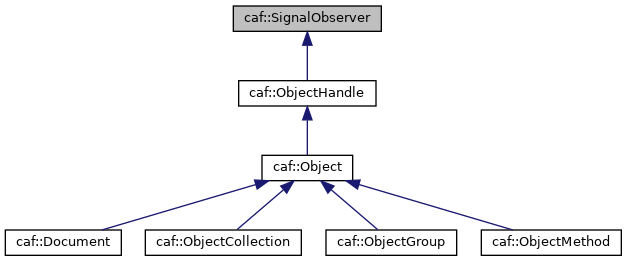 caf::SignalObserver
caf::ObjectHandle
caf::Object
caf::Document
caf::ObjectCollection
caf::ObjectGroup
caf::ObjectMethod